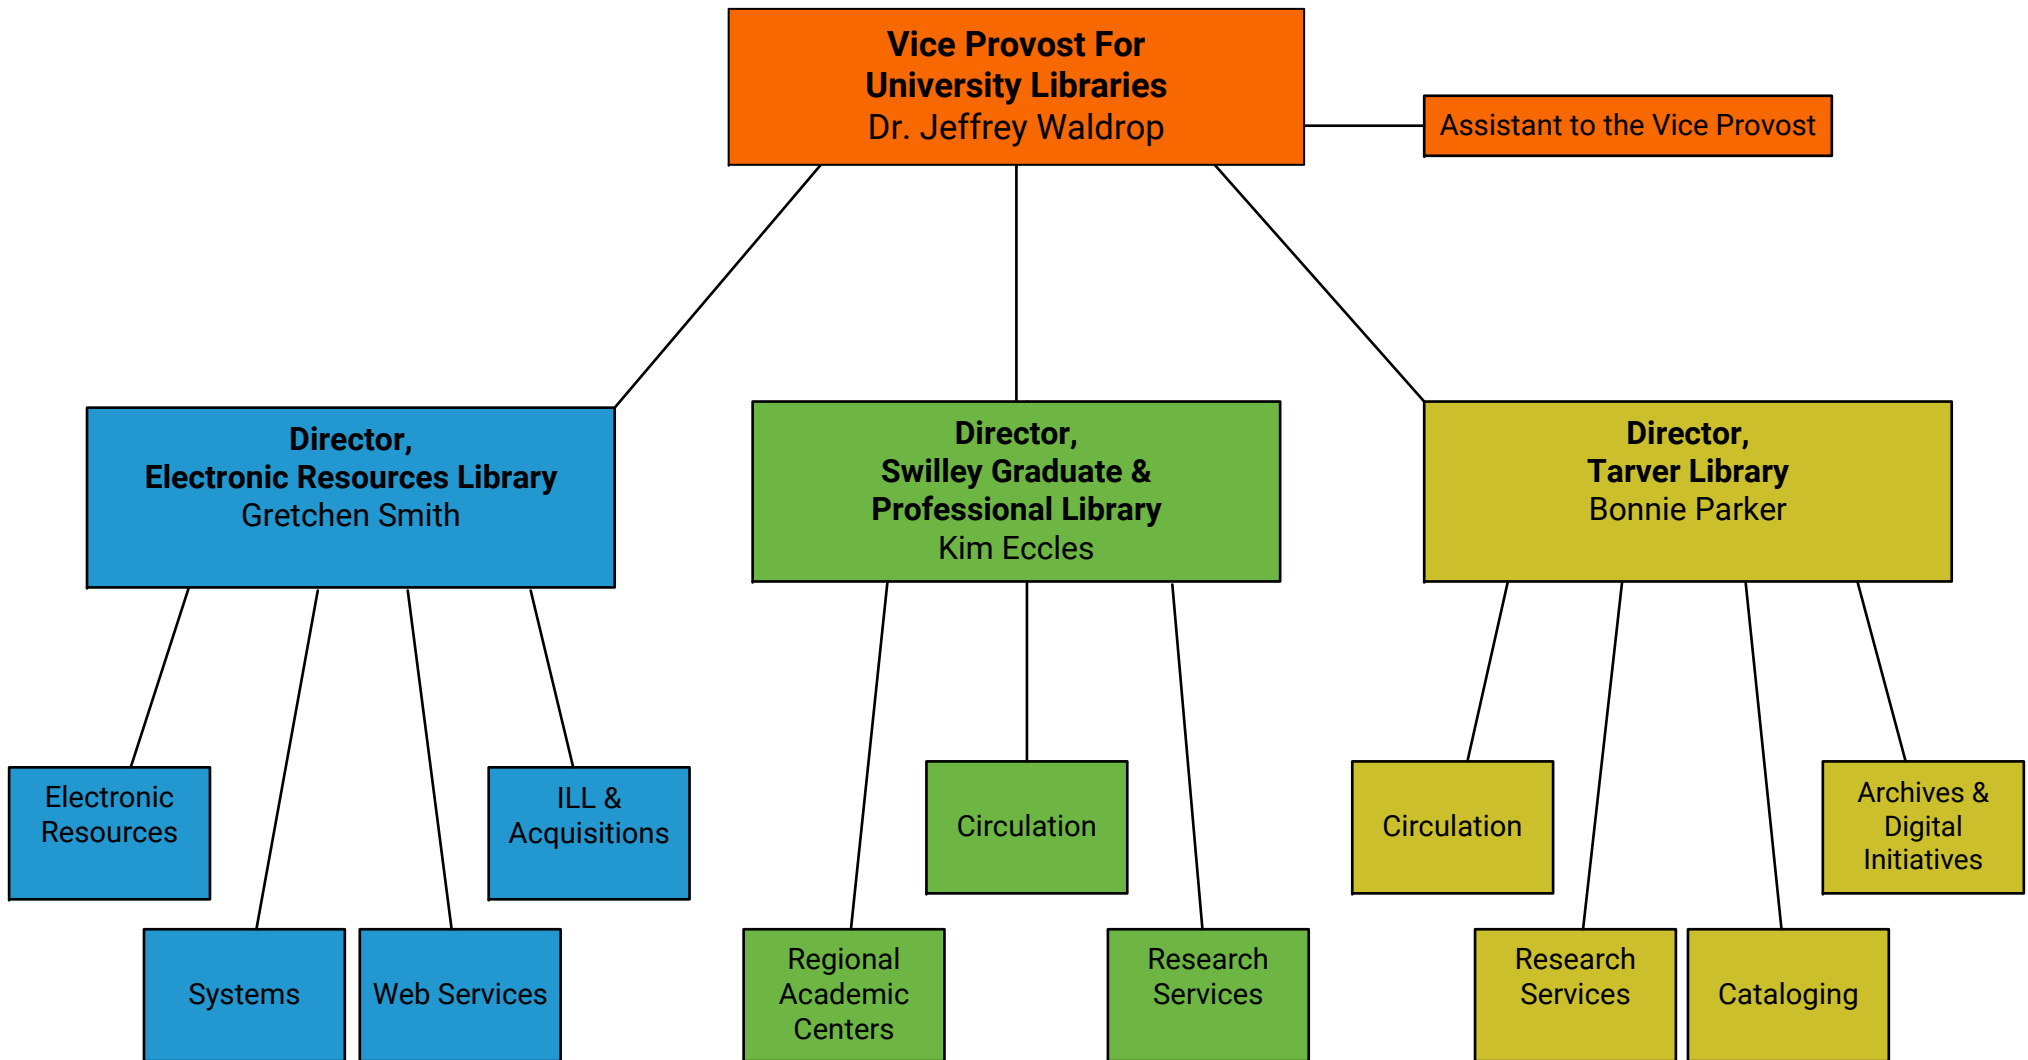 Vice Provost For
University Libraries
Dr. Jeffrey Waldrop
Assistant to the Vice Provost
Director,
Electronic Resources Library
Gretchen Smith
Director,
Swilley Graduate &
Professional Library
Kim Eccles
Director,
Tarver Library
Bonnie Parker
Electronic
Resources
ILL &
Acquisitions
Circulation
Circulation
Archives &
Digital
Initiatives
Systems
Web Services
Regional
Academic
Centers
Research
Services
Research
Services
Cataloging